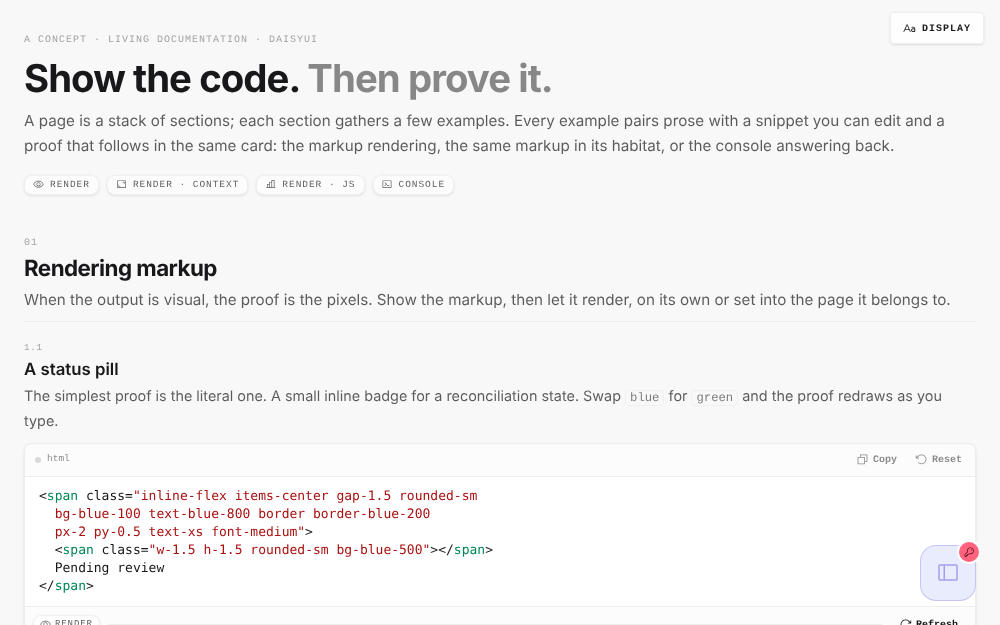 A CONCEPT · LIVING DOCUMENTATION · DAISYUI
Aa DISPLAY
Show the code. Then prove it.
A page is a stack of sections; each section gathers a few examples. Every example pairs prose with a snippet you can edit and a
proof that follows in the same card: the markup rendering, the same markup in its habitat, or the console answering back.
RENDER
RENDER · CONTEXT
RENDER · JS
CONSOLE
01
Rendering markup
When the output is visual, the proof is the pixels. Show the markup, then let it render, on its own or set into the page it belongs to.
1.1
A status pill
The simplest proof is the literal one. A small inline badge for a reconciliation state. Swap blue for green and the proof redraws as you
type.
html
Copy
Reset
<span class="inline-flex items-center gap-1.5 rounded-sm
  bg-blue-100 text-blue-800 border border-blue-200
  px-2 py-0.5 text-xs font-medium">
  <span class="w-1.5 h-1.5 rounded-sm bg-blue-500"></span>
  Pending review
</span>
RENDER
Refresh